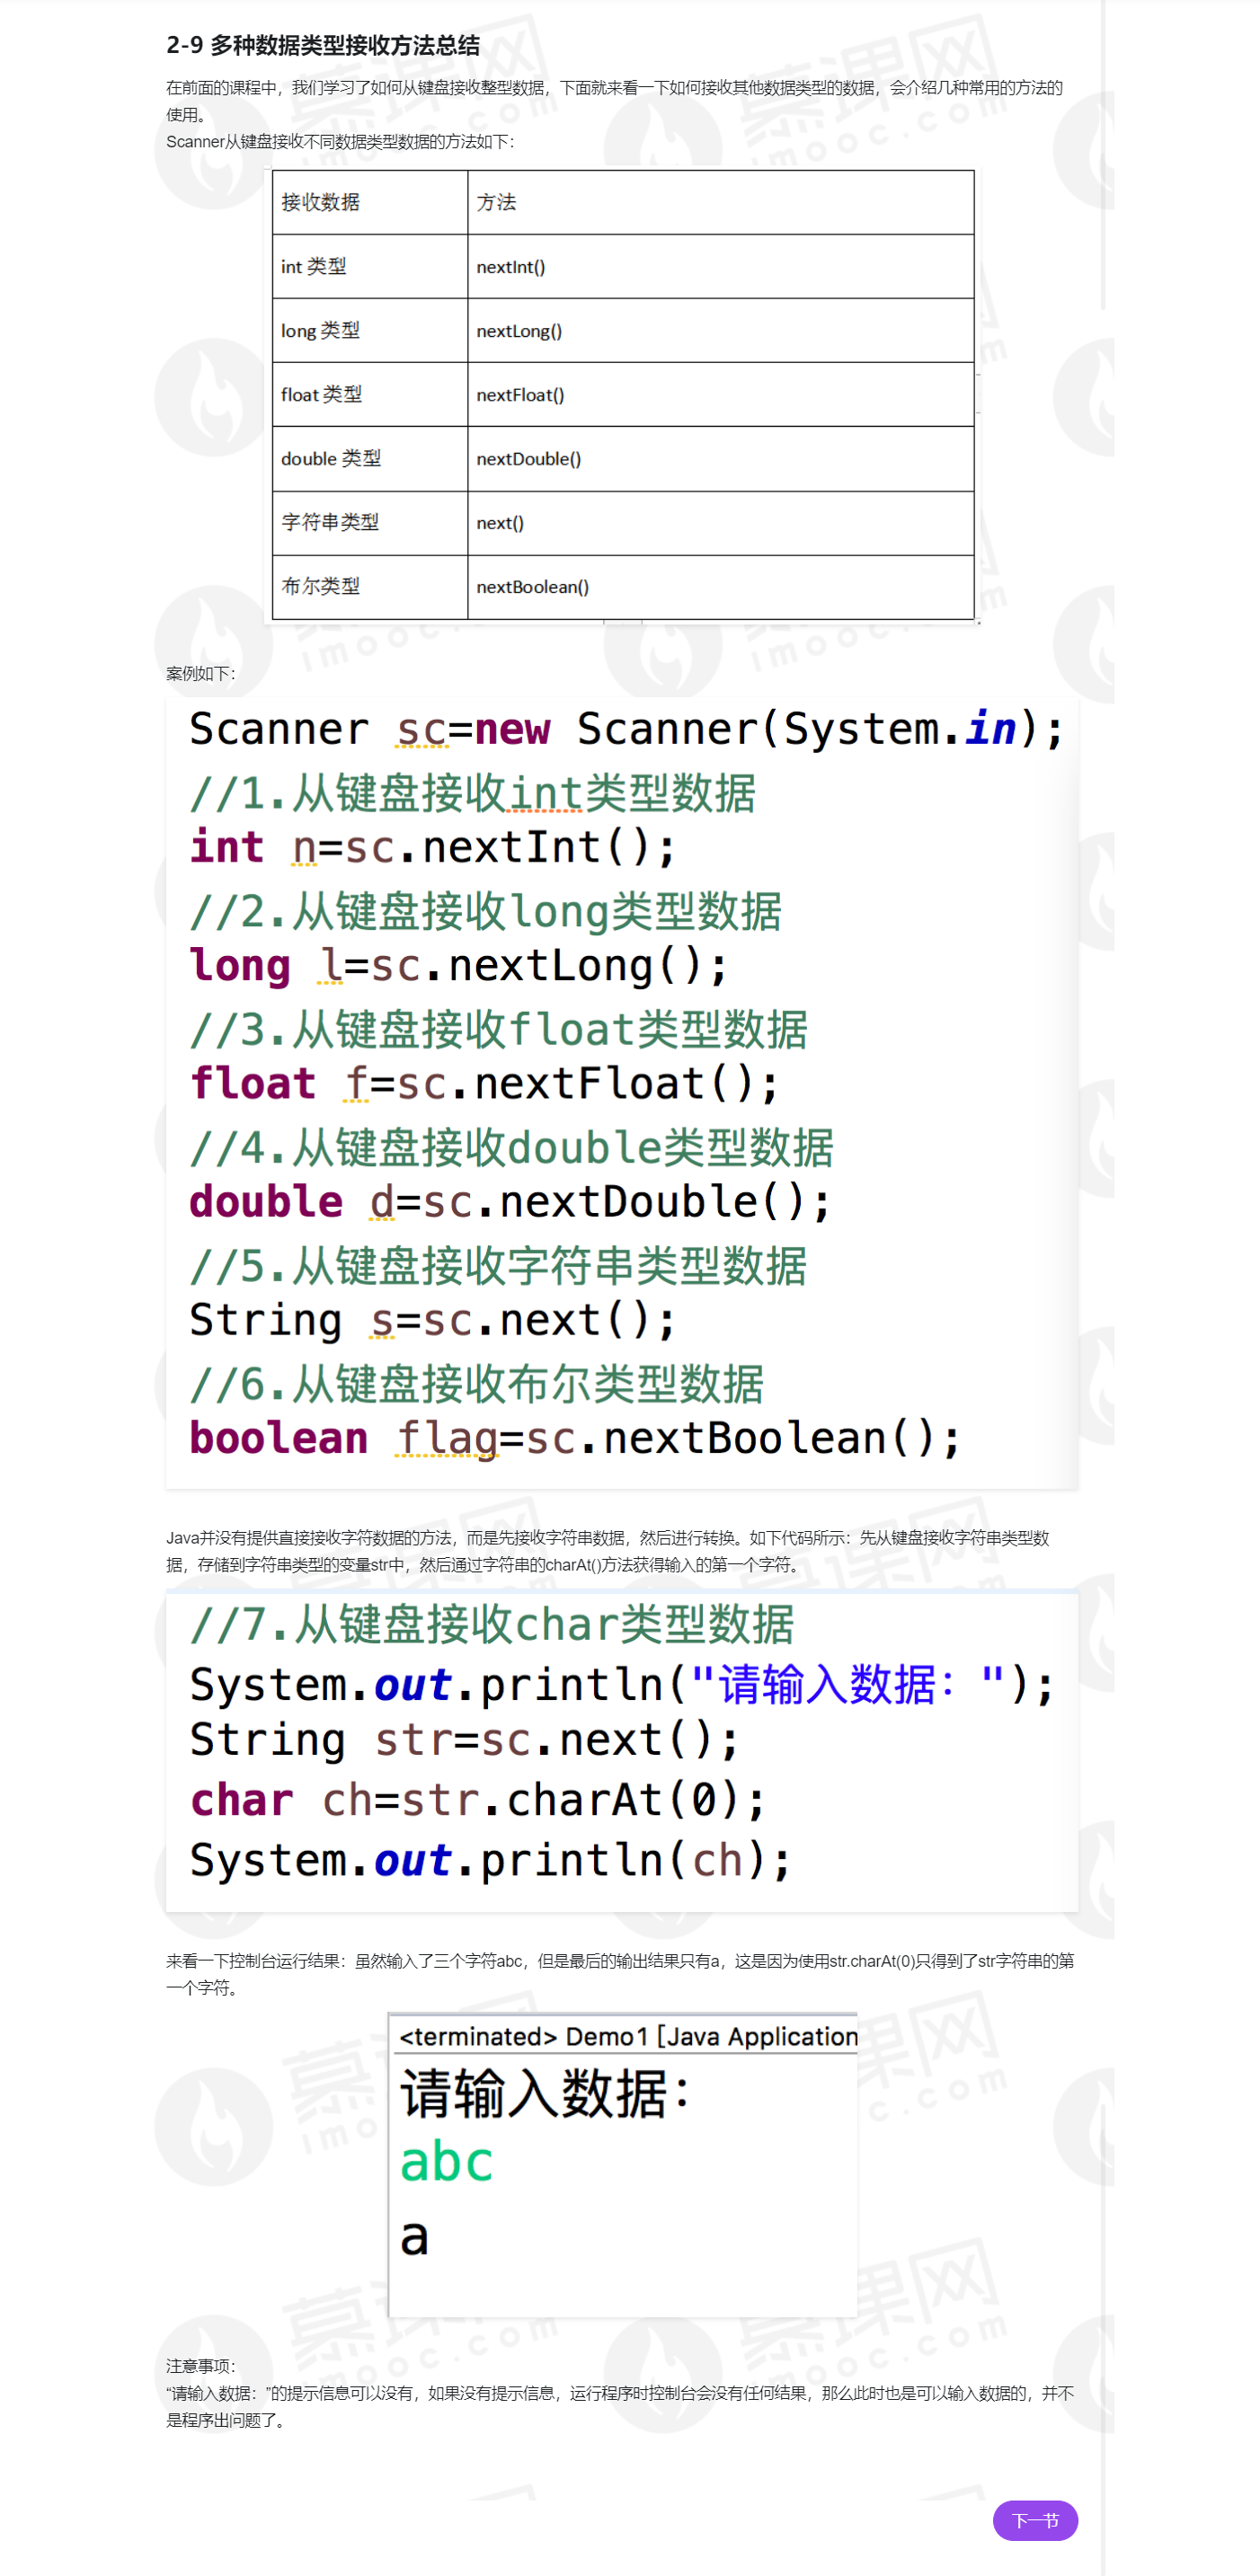 2-9 多种数据类型接收方法总结
在前面的课程中，我们学习了如何从键盘接收整型数据，下面就来看一下如何接收其他数据类型的数据，会介绍几种常用的方法的
使用。
Scanner从键盘接收不同数据类型数据的方法如下：
接收数据 方法
int 类型 nextInt()
long 类型 nextLong()
float 类型 nextFloat()
double 类型 nextDouble()
字符串类型 next()
布尔类型 nextBoolean()
案例如下：
Scanner sc=new Scanner(System.in);
//1.从键盘接收int类型数据
int n=sc.nextInt();
//2.从键盘接收long类型数据
long l=sc.nextLong();
//3.从键盘接收float类型数据
float f=sc.nextFloat();
//4.从键盘接收double类型数据
double d=sc.nextDouble();
//5.从键盘接收字符串类型数据
String s=sc.next();
//6.从键盘接收布尔类型数据
boolean flag=sc.nextBoolean();
Java并没有提供直接接收字符数据的方法，而是先接收字符串数据，然后进行转换。如下代码所示：先从键盘接收字符串类型数
据，存储到字符串类型的变量str中，然后通过字符串的charAt()方法获得输入的第一个字符。
//7.从键盘接收char类型数据
System.out.println("请输入数据：");
String str=sc.next();
char ch=str.charAt(0);
System.out.println(ch);
来看一下控制台运行结果：虽然输入了三个字符abc，但是最后的输出结果只有a，这是因为使用str.charAt(0)只得到了str字符串的第
一个字符。
<terminated> Demo1 [Java Application
请输入数据：
abc
a
注意事项：
“请输入数据：”的提示信息可以没有，如果没有提示信息，运行程序时控制台会没有任何结果，那么此时也是可以输入数据的，并不
是程序出问题了。
下一节
慕课网
imooc.com